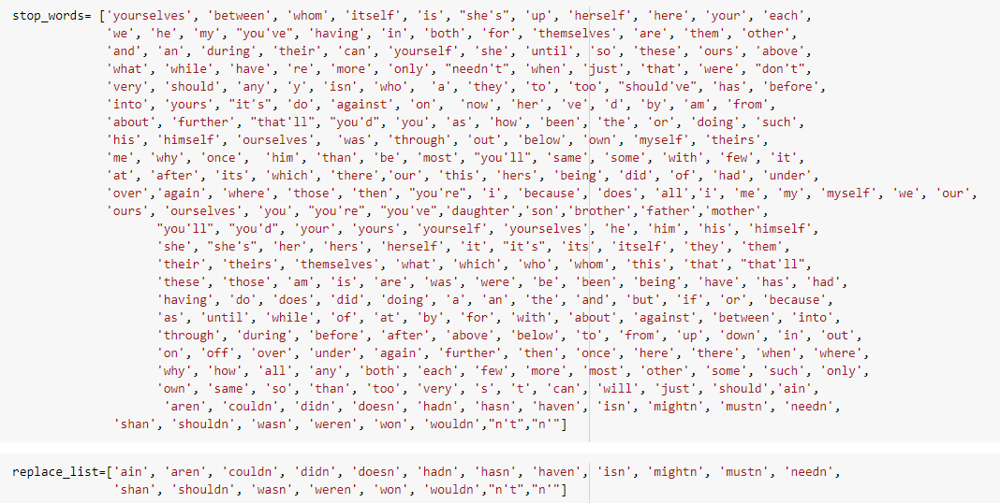 stop_words= ['yourselves', 'between', 'whom', 'itself', 'is', "she's", 'up', 'herself', 'here', 'your', 'each',
'we', 'he', 'my', "you've", 'having', 'in', 'both', 'for', 'themselves', 'are', 'them', 'other',
'and', 'an', 'during', 'their', 'can', 'yourself', 'she', 'until', 'so', 'these', 'ours', 'above',
'what', 'while', 'have', 're', 'more', 'only', "needn't", 'when', 'just', 'that', 'were', "don't",
'very', 'should', 'any', 'y', 'isn', 'who', 'a', 'they', 'to', 'too', "should've", 'has', 'before',
'into', 'yours', "it's", 'do', 'against', 'on', 'now', 'her', 've', 'd', 'by', 'am', 'from',
'about', 'further', "that'll", "you'd", 'you', 'as', 'how', 'been', 'the', 'or', 'doing', 'such',
'his', 'himself', 'ourselves', 'was', 'through', 'out', 'below', 'own', 'myself', 'theirs',
'me', 'why', 'once', 'him', 'than', 'be', 'most', "you'll", 'same', 'some', 'with', 'few', 'it',
'at', 'after', 'its', 'which', 'there','our', 'this', 'hers', 'being', 'did', 'of', 'had', 'under',
'over','again', 'where', 'those', 'then', "you're", 'i', 'because', 'does', 'all','i', 'me', 'my', 'myself', 'we', 'our',
'ours', 'ourselves', 'you', "you're", "you've",'daughter','son','brother','father','mother',
"you'll", "you'd", 'your', 'yours', 'yourself', 'yourselves', 'he', 'him', 'his', 'himself',
'she', "she's", 'her', 'hers', 'herself', 'it', "it's", 'its', 'itself', 'they', 'them',
'their', 'theirs', 'themselves', 'what', 'which', 'who', 'whom', 'this', 'that', "that'll",
'these', 'those', 'am', 'is', 'are', 'was', 'were', 'be', 'been', 'being', 'have', 'has', 'had',
'having', 'do', 'does', 'did', 'doing', 'a', 'an', 'the', 'and', 'but', 'if', 'or', 'because',
'as', 'until', 'while', 'of', 'at', 'by', 'for', 'with', 'about', 'against', 'between', 'into',
'through', 'during', 'before', 'after', 'above', 'below', 'to', 'from', 'up', 'down', 'in', 'out',
'on', 'off', 'over', 'under', 'again', 'further', 'then', 'once', 'here', 'there', 'when', 'where',
'why', 'how', 'all', 'any', 'both', 'each', 'few', 'more', 'most', 'other', 'some', 'such', 'only',
'own', 'same', 'so', 'than', 'too', 'very', 's', 't', 'can', 'will', 'just', 'should','ain',
'aren', 'couldn', 'didn', 'doesn', 'hadn', 'hasn', 'haven', 'isn', 'mightn', 'mustn', 'needn',
'shan', 'shouldn', 'wasn', 'weren', 'won', 'wouldn',"n't","n'"]
replace_list=['ain', 'aren', 'couldn', 'didn', 'doesn', 'hadn', 'hasn', 'haven', 'isn', 'mightn', 'mustn', 'needn',
'shan', 'shouldn', 'wasn', 'weren', 'won', 'wouldn',"n't","n'"]